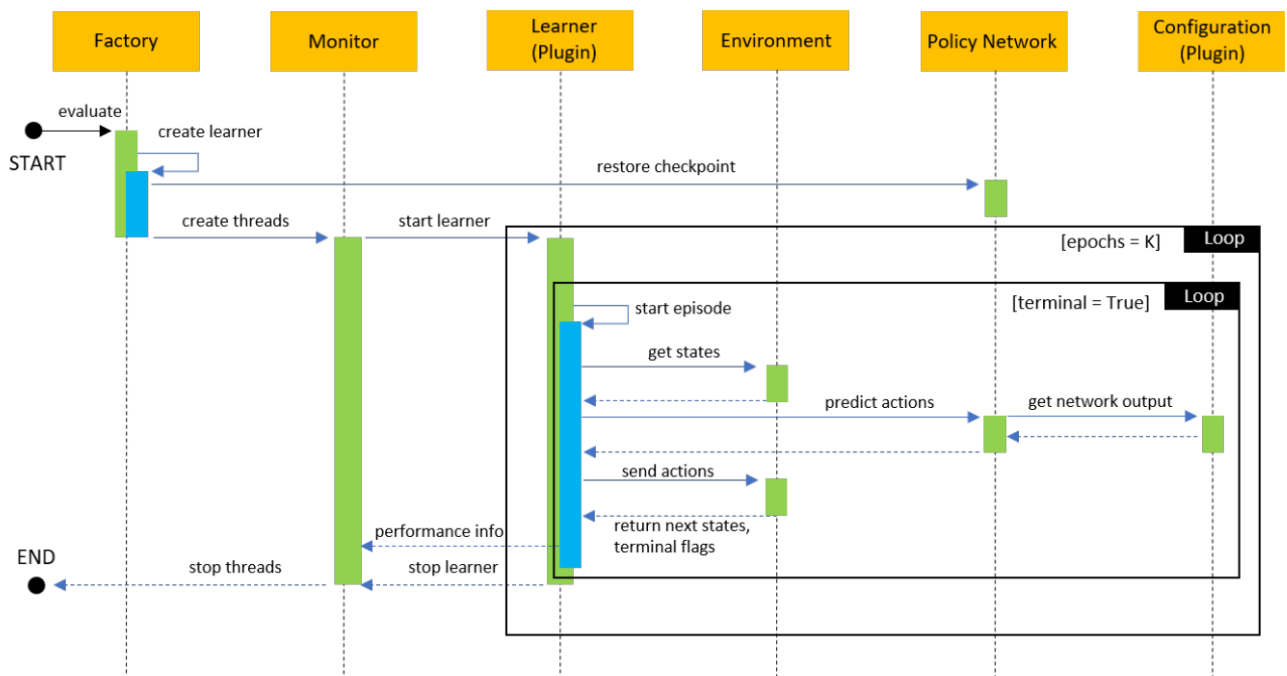 Factory
Monitor
Learner
(Plugin)
Environment
Policy Network
Configuration
(Plugin)
evaluate
START
create learner
restore checkpoint
create threads
start learner
[epochs = K]
Loop
[terminal = True]
Loop
start episode
get states
predict actions
get network output
send actions
return next states,
terminal flags
performance info
END
stop threads
stop learner